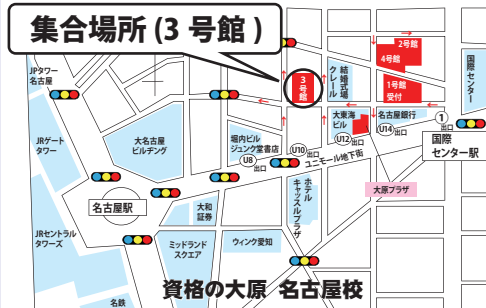 集合場所(3号館)
2号館
4号館
1号館
受付
3号館
結婚式場
クレール
国際センター
JPタワー
名古屋
JRゲート
タワー
大名古屋
ビルヂング
堀内ビル
ジュンク堂書店
U8
出口
U10
出口
大東海
ビル
U12
出口
名古屋銀行
U14
出口
1
出口
国際
センター駅
ユニモール地下街
大原プラザ
名古屋駅
大和
証券
ホテル
キャッスルプラザ
JRセントラル
タワーズ
ミッドランド
スクエア
ウィンク愛知
名鉄
資格の大原 名古屋校